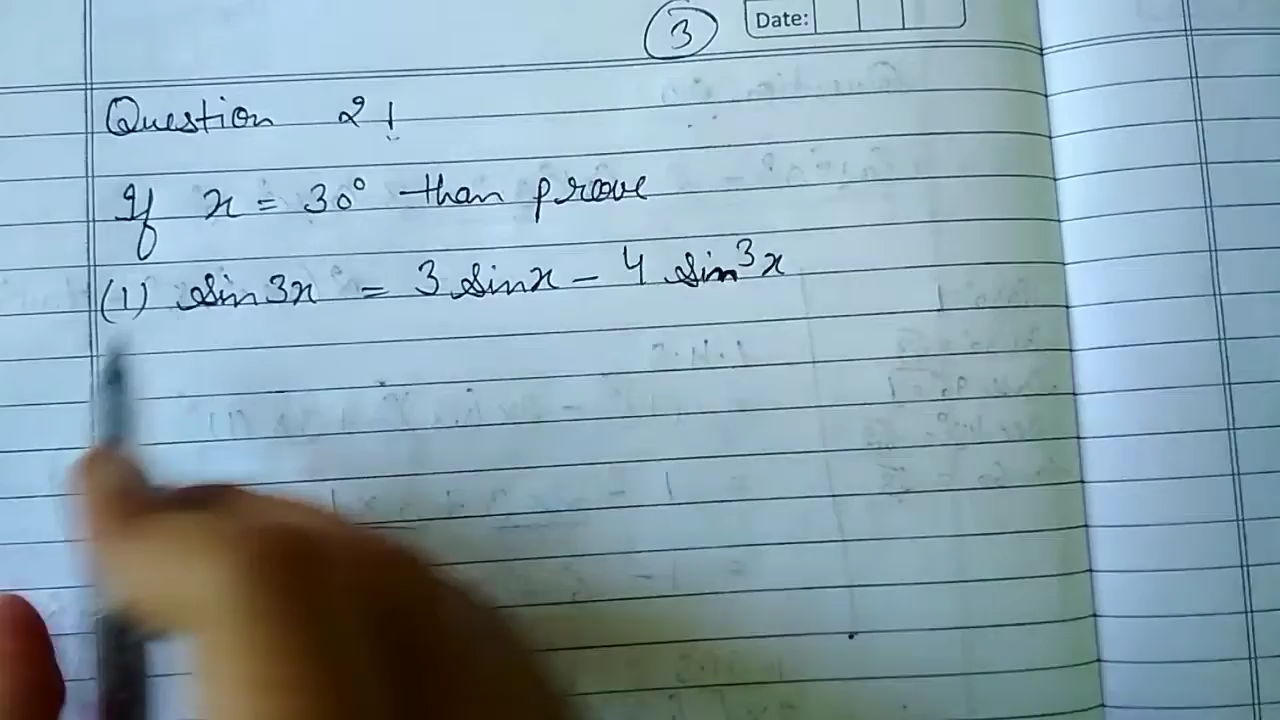 3
Date:
Question 2!
If x = 30° than prove
(1) sin3x = 3 sinx - 4 sin³x